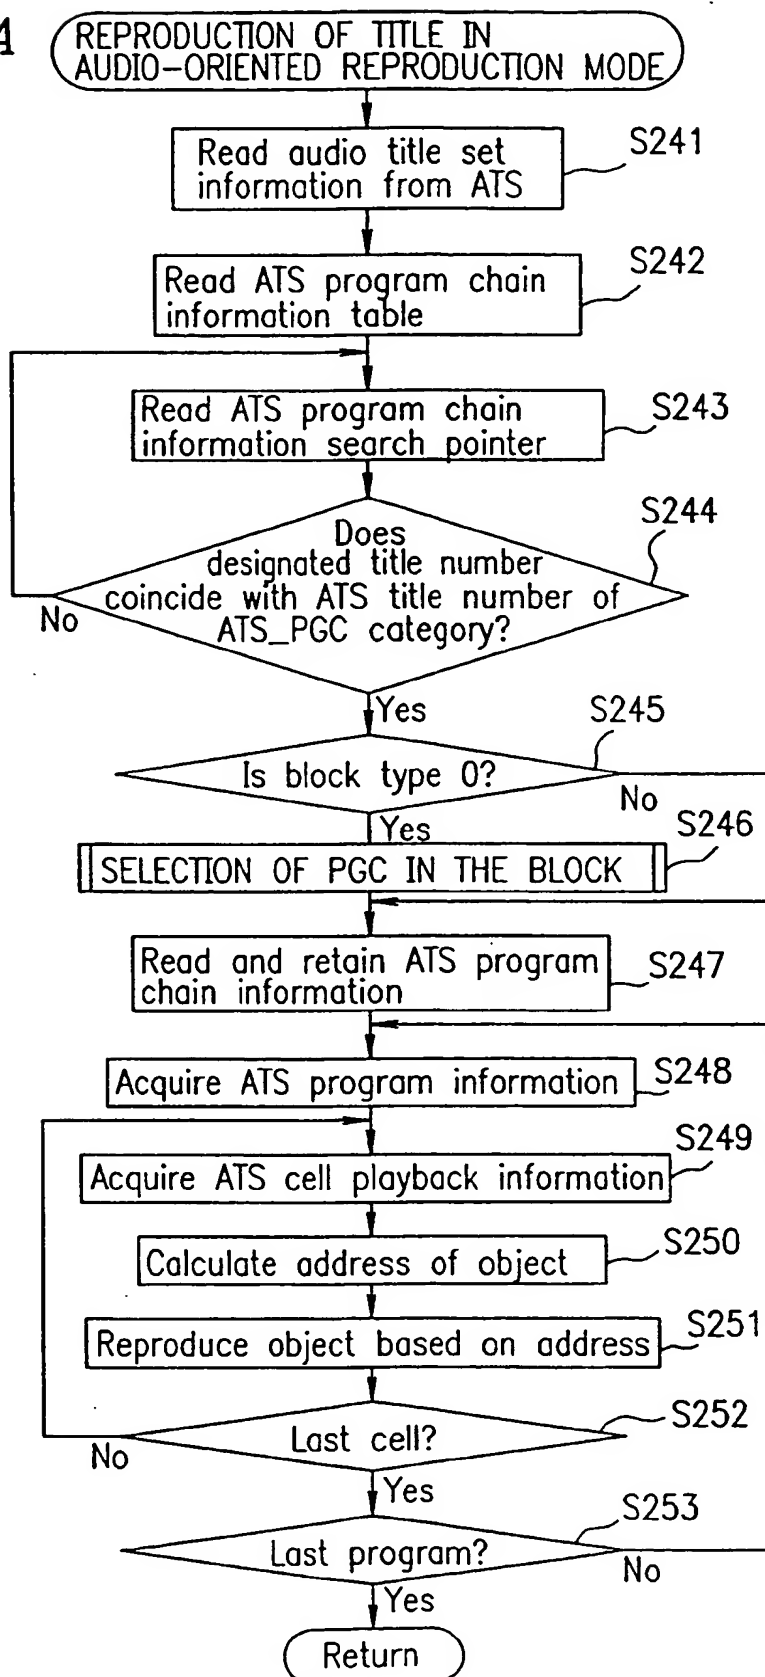 REPRODUCTION OF TITLE IN
AUDIO-ORIENTED REPRODUCTION MODE
Read audio title set
information from ATS
S241
Read ATS program chain
information table
S242
Read ATS program chain
information search pointer
S243
Does
designated title number
coincide with ATS title number of
ATS_PGC category?
S244
No
Yes
Is block type 0?
S245
No
Yes
SELECTION OF PGC IN THE BLOCK
S246
Read and retain ATS program
chain information
S247
Acquire ATS program information
S248
Acquire ATS cell playback information
S249
Calculate address of object
S250
Reproduce object based on address
S251
Last cell?
S252
No
Yes
Last program?
S253
No
Yes
Return